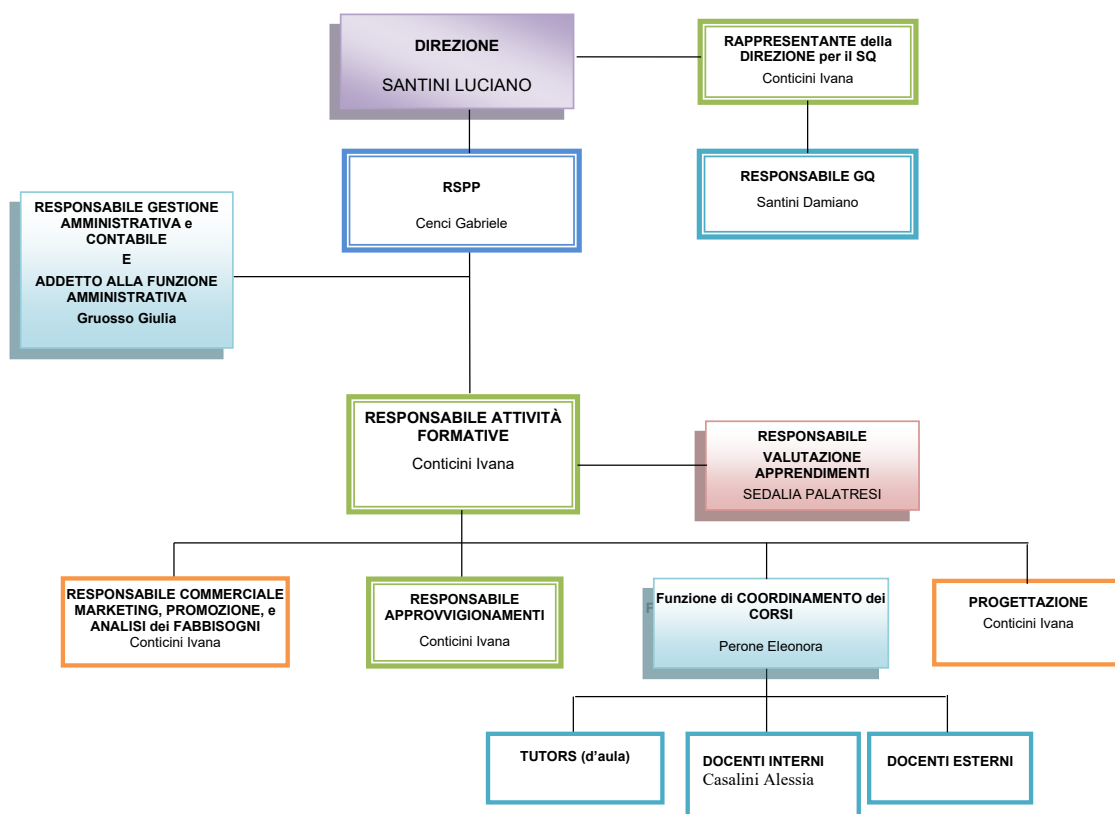 DIREZIONE
SANTINI LUCIANO
RAPPRESENTANTE della
DIREZIONE per il SQ
Conticini Ivana
RSPP
Cenci Gabriele
RESPONSABILE GQ
Santini Damiano
RESPONSABILE GESTIONE
AMMINISTRATIVA e
CONTABILE
E
ADDETTO ALLA FUNZIONE
AMMINISTRATIVA
Gruosso Giulia
RESPONSABILE ATTIVITÀ
FORMATIVE
Conticini Ivana
RESPONSABILE
VALUTAZIONE
APPRENDIMENTI
SEDALIA PALATRESI
RESPONSABILE COMMERCIALE
MARKETING, PROMOZIONE, e
ANALISI dei FABBISOGNI
Conticini Ivana
RESPONSABILE
APPROVVIGIONAMENTI
Conticini Ivana
Funzione di COORDINAMENTO dei
CORSI
Perone Eleonora
PROGETTAZIONE
Conticini Ivana
TUTORS (d’aula)
DOCENTI INTERNI
Casalini Alessia
DOCENTI ESTERNI